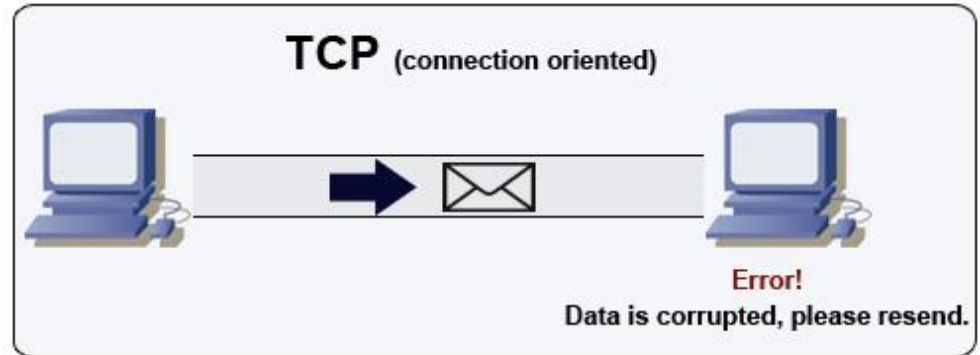 TCP (connection oriented)
Error!
Data is corrupted, please resend.